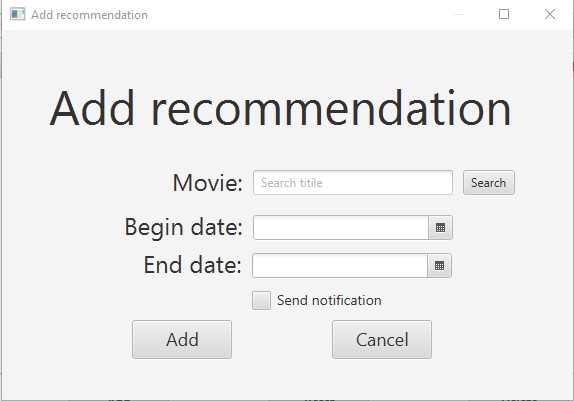 Add recommendation
Add recommendation
Movie: Search titile Search
Begin date:
End date:
Send notification
Add Cancel